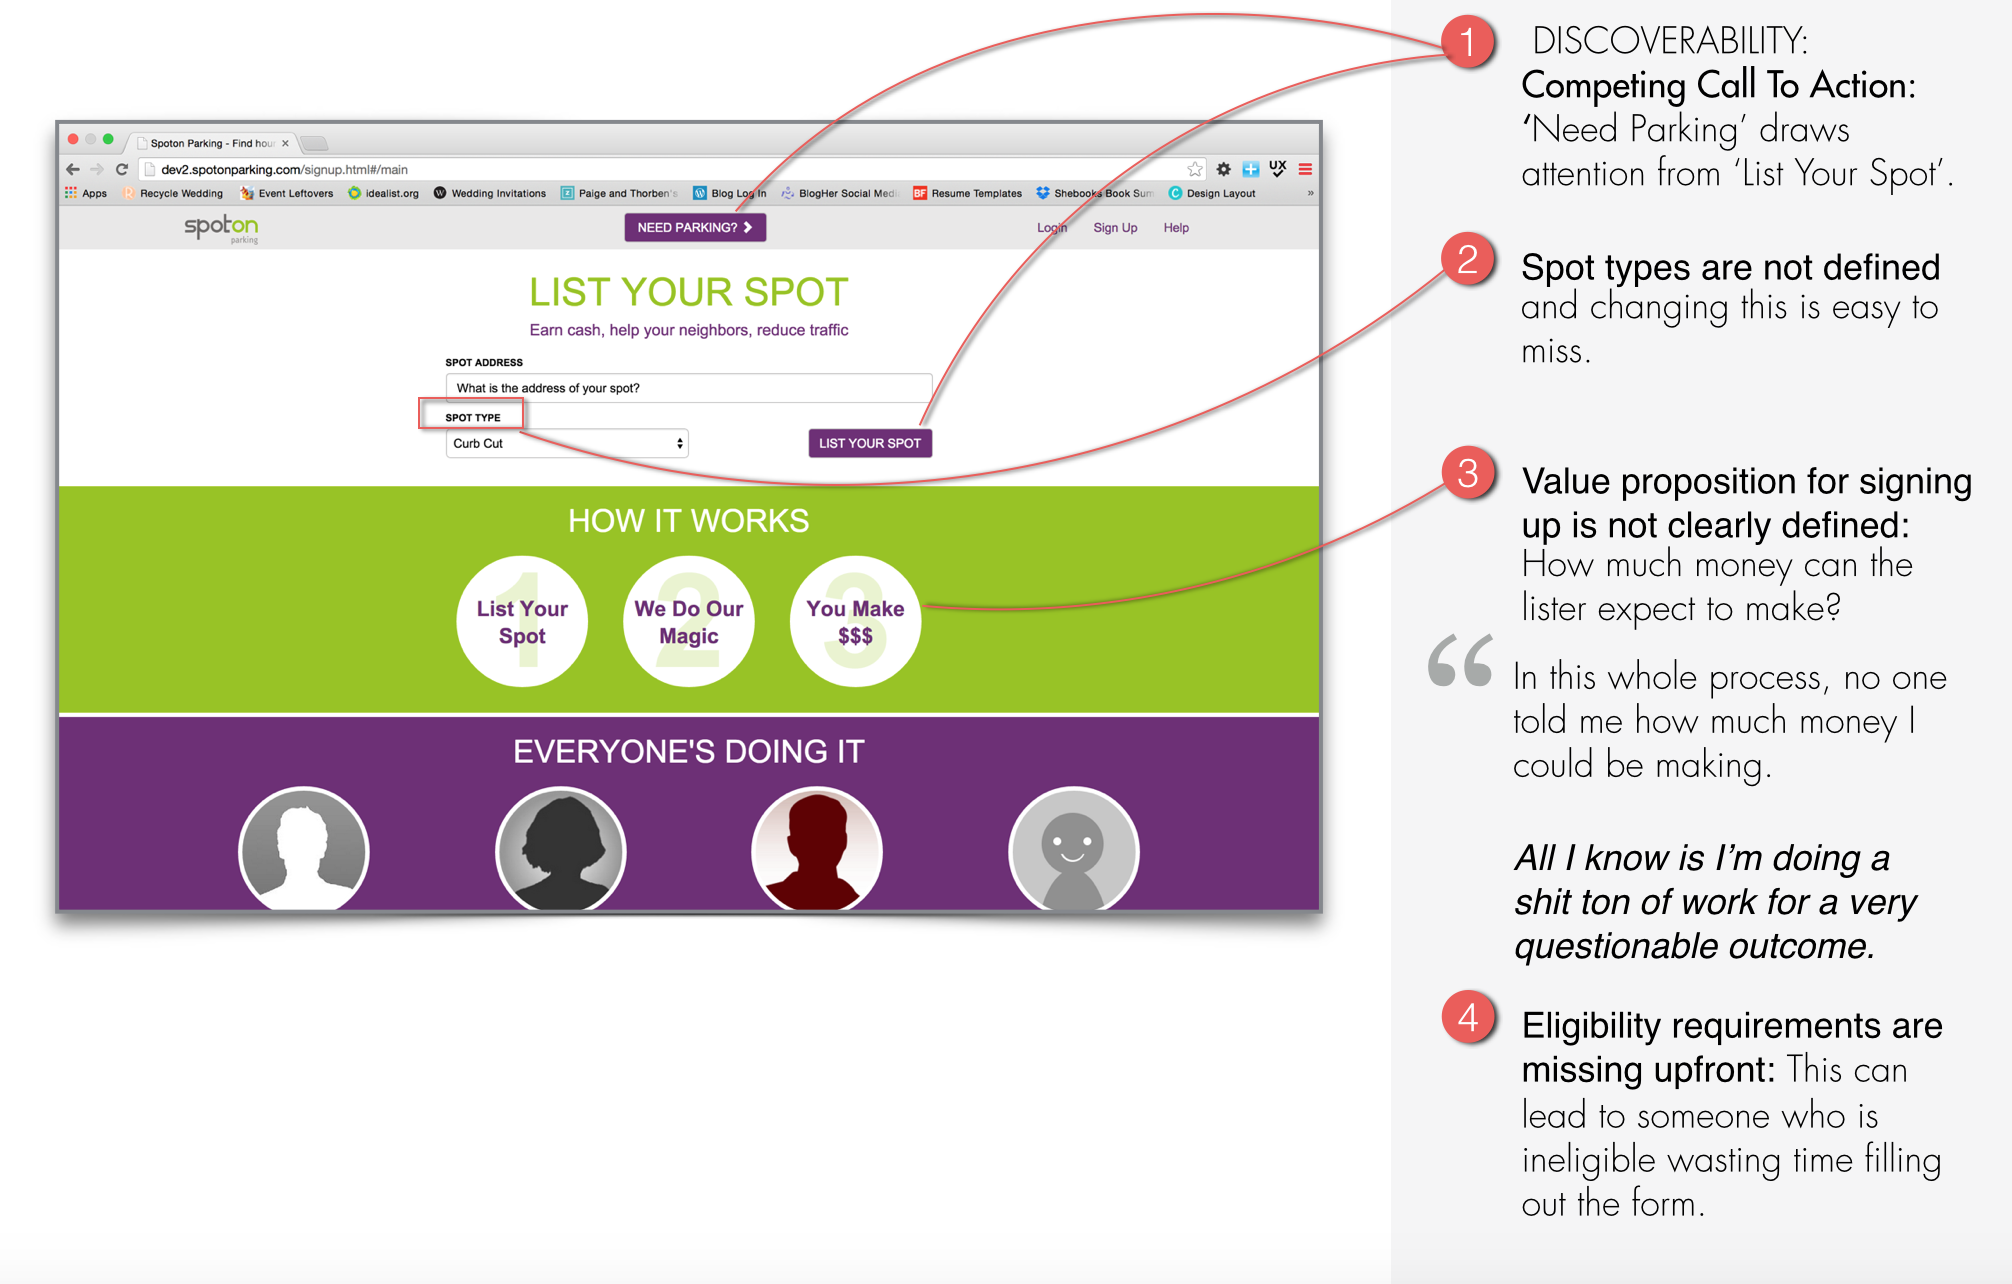 Spoton Parking - Find hour
dev2.spotonparking.com/signup.html#/main
UX
Apps Recycle Wedding Event Leftovers idealist.org Wedding Invitations Paige and Thorben's Blog Log In BlogHer Social Medi Resume Templates Shebooks Book Sum Design Layout »
spoton
parking
NEED PARKING?
Login Sign Up Help
LIST YOUR SPOT
Earn cash, help your neighbors, reduce traffic
SPOT ADDRESS
What is the address of your spot?
SPOT TYPE
Curb Cut
LIST YOUR SPOT
HOW IT WORKS
1
List Your
Spot
2
We Do Our
Magic
3
You Make
$$$
EVERYONE'S DOING IT
1
DISCOVERABILITY:
Competing Call To Action:
‘Need Parking’ draws
attention from ‘List Your Spot’.
2
Spot types are not defined
and changing this is easy to
miss.
3
Value proposition for signing
up is not clearly defined:
How much money can the
lister expect to make?
“
In this whole process, no one
told me how much money I
could be making.
All I know is I’m doing a
shit ton of work for a very
questionable outcome.
4
Eligibility requirements are
missing upfront: This can
lead to someone who is
ineligible wasting time filling
out the form.